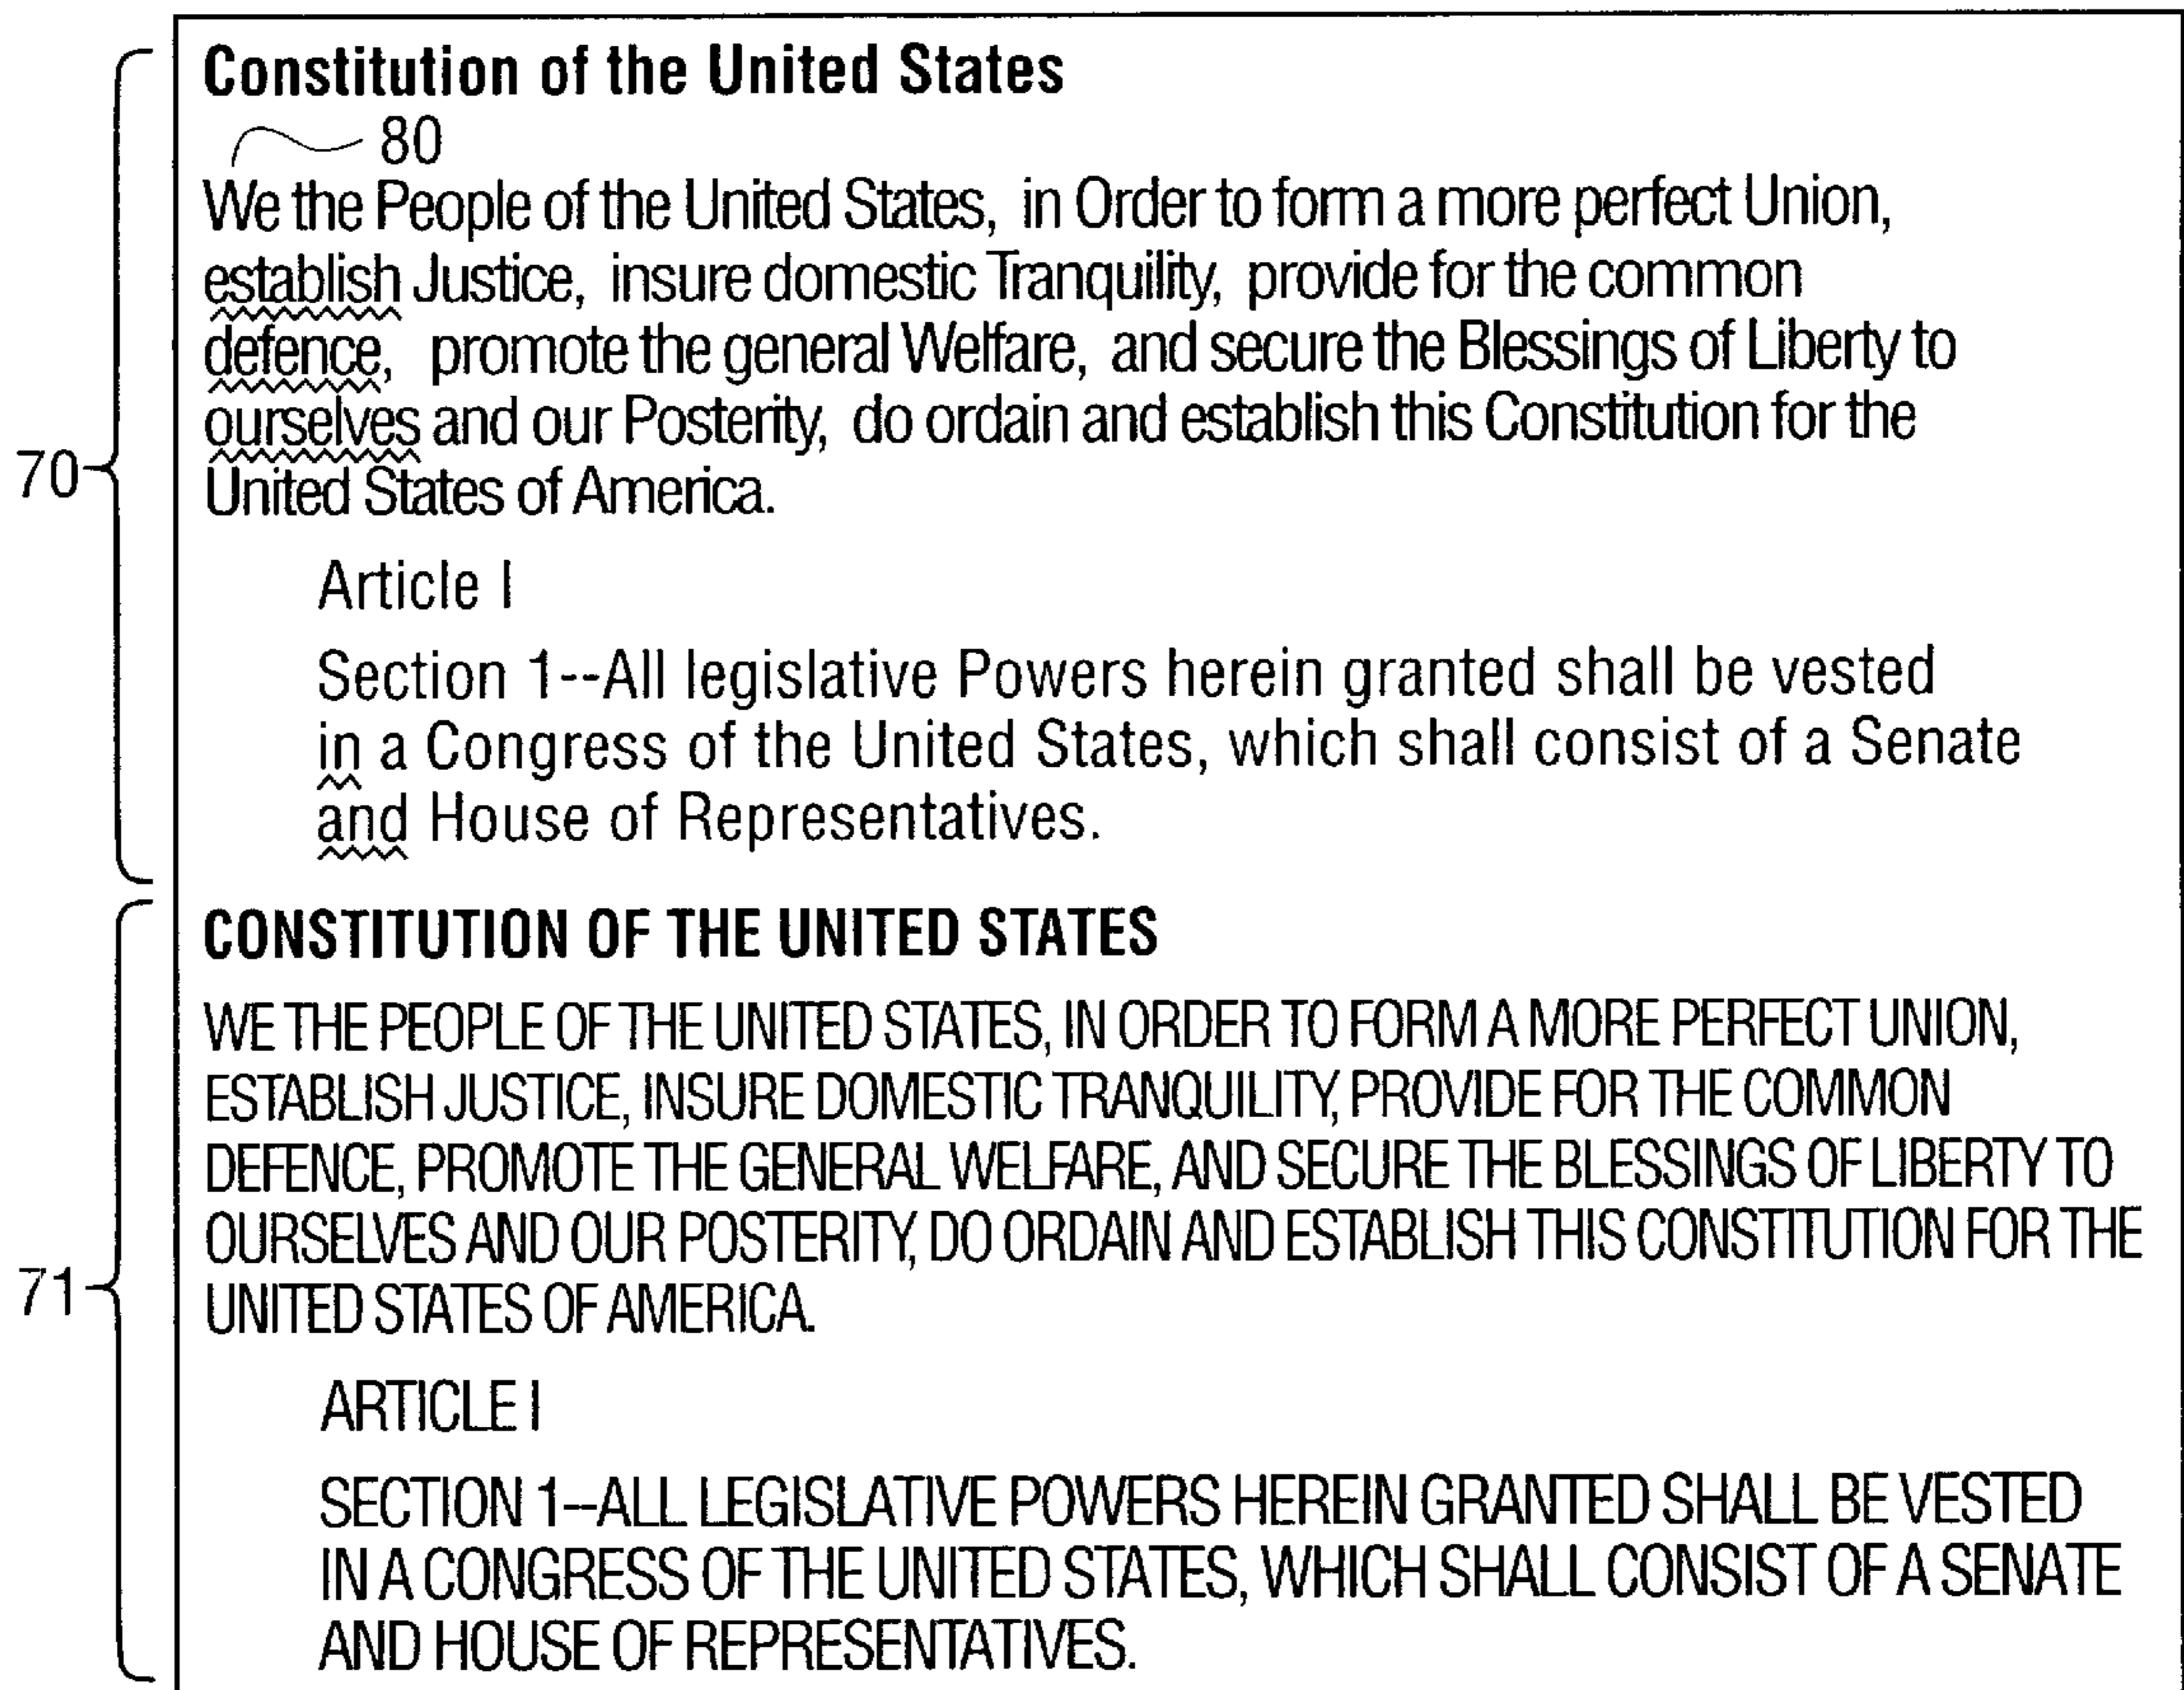 Constitution of the United States
80
We the People of the United States, in Order to form a more perfect Union,
establish Justice, insure domestic Tranquility, provide for the common
defence, promote the general Welfare, and secure the Blessings of Liberty to
ourselves and our Posterity, do ordain and establish this Constitution for the
70
United States of America.
Article I
Section 1--All legislative Powers herein granted shall be vested
in a Congress of the United States, which shall consist of a Senate
and House of Representatives.
CONSTITUTION OF THE UNITED STATES
WE THE PEOPLE OF THE UNITED STATES, IN ORDER TO FORM A MORE PERFECT UNION,
ESTABLISH JUSTICE, INSURE DOMESTIC TRANQUILITY, PROVIDE FOR THE COMMON
DEFENCE, PROMOTE THE GENERAL WELFARE, AND SECURE THE BLESSINGS OF LIBERTY TO
OURSELVES AND OUR POSTERITY, DO ORDAIN AND ESTABLISH THIS CONSTITUTION FOR THE
71
UNITED STATES OF AMERICA.
ARTICLE I
SECTION 1--ALL LEGISLATIVE POWERS HEREIN GRANTED SHALL BE VESTED
IN A CONGRESS OF THE UNITED STATES, WHICH SHALL CONSIST OF A SENATE
AND HOUSE OF REPRESENTATIVES.